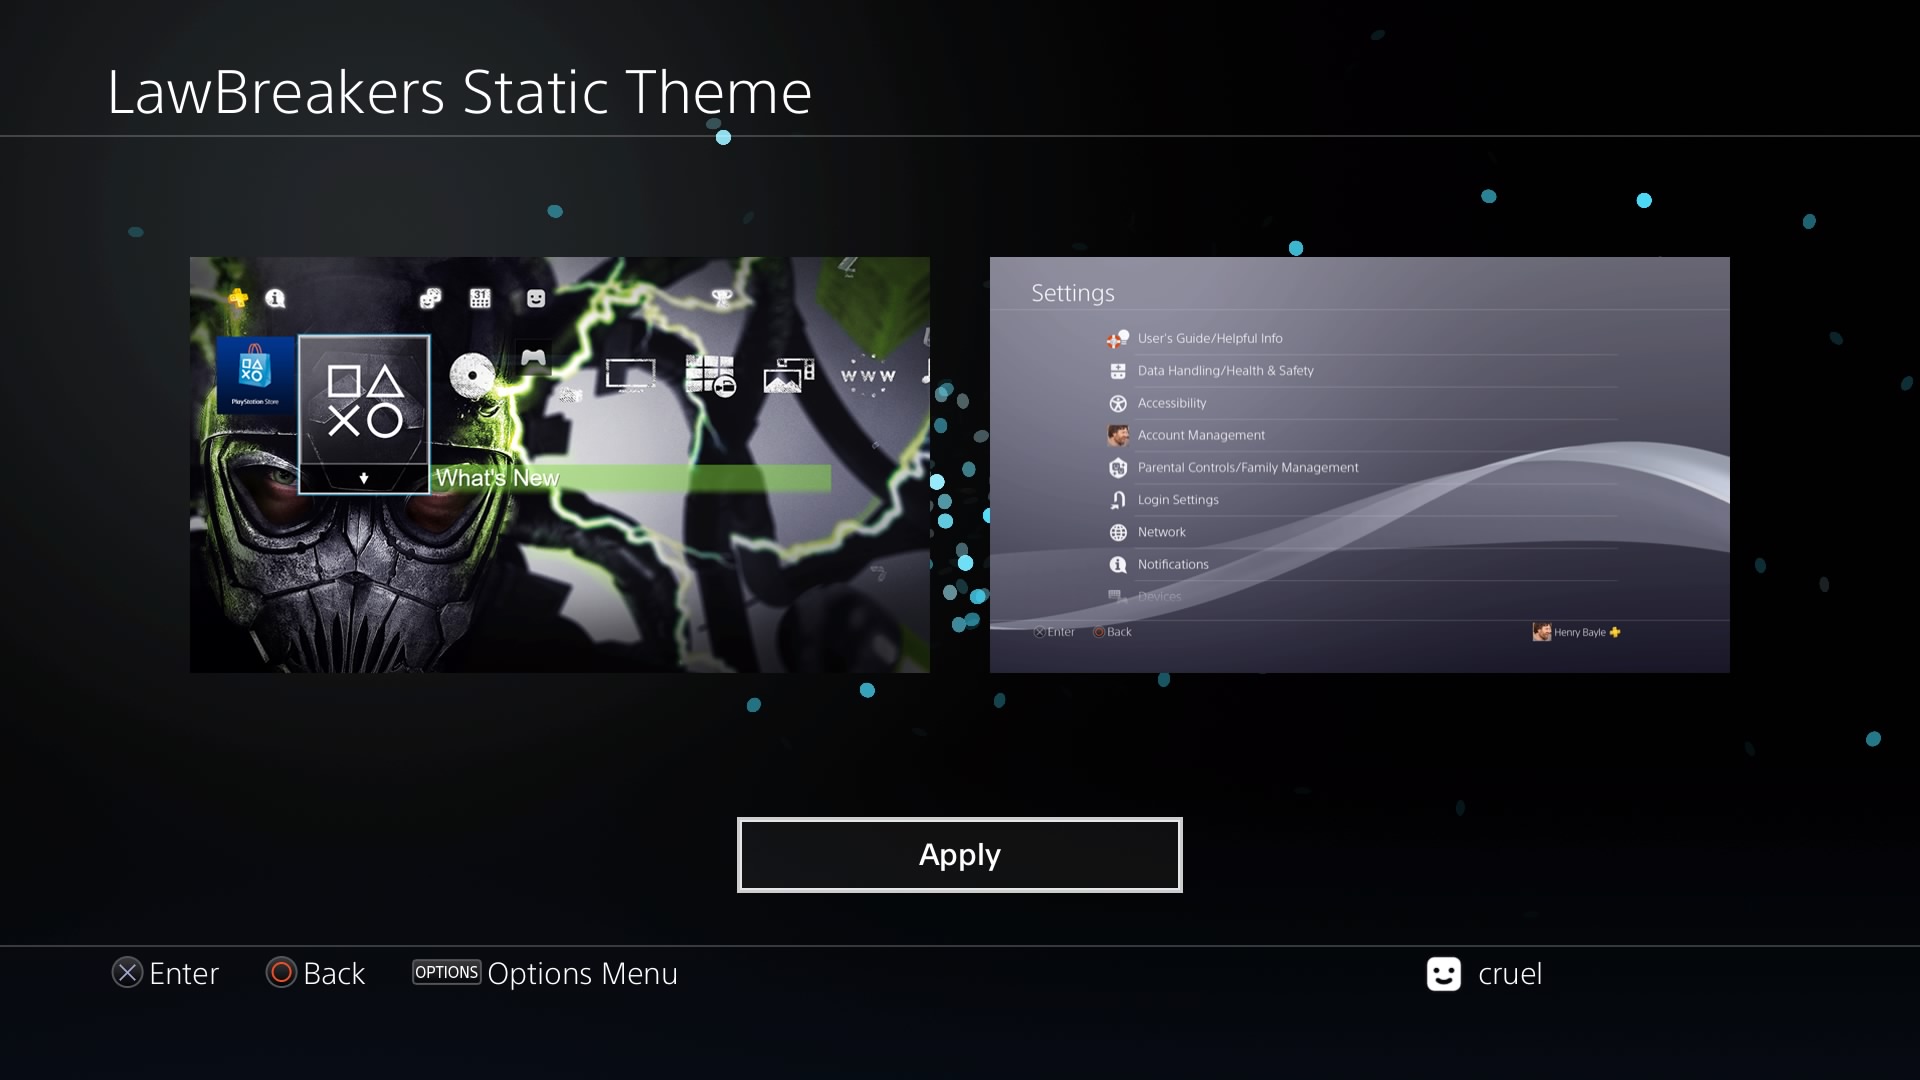 LawBreakers Static Theme
31
PlayStation Store
www
What's New
Settings
User's Guide/Helpful Info
Data Handling/Health & Safety
Accessibility
Account Management
Parental Controls/Family Management
Login Settings
Network
Notifications
Devices
Enter
Back
Henry Bayle
Apply
Enter
Back
OPTIONS
Options Menu
cruel